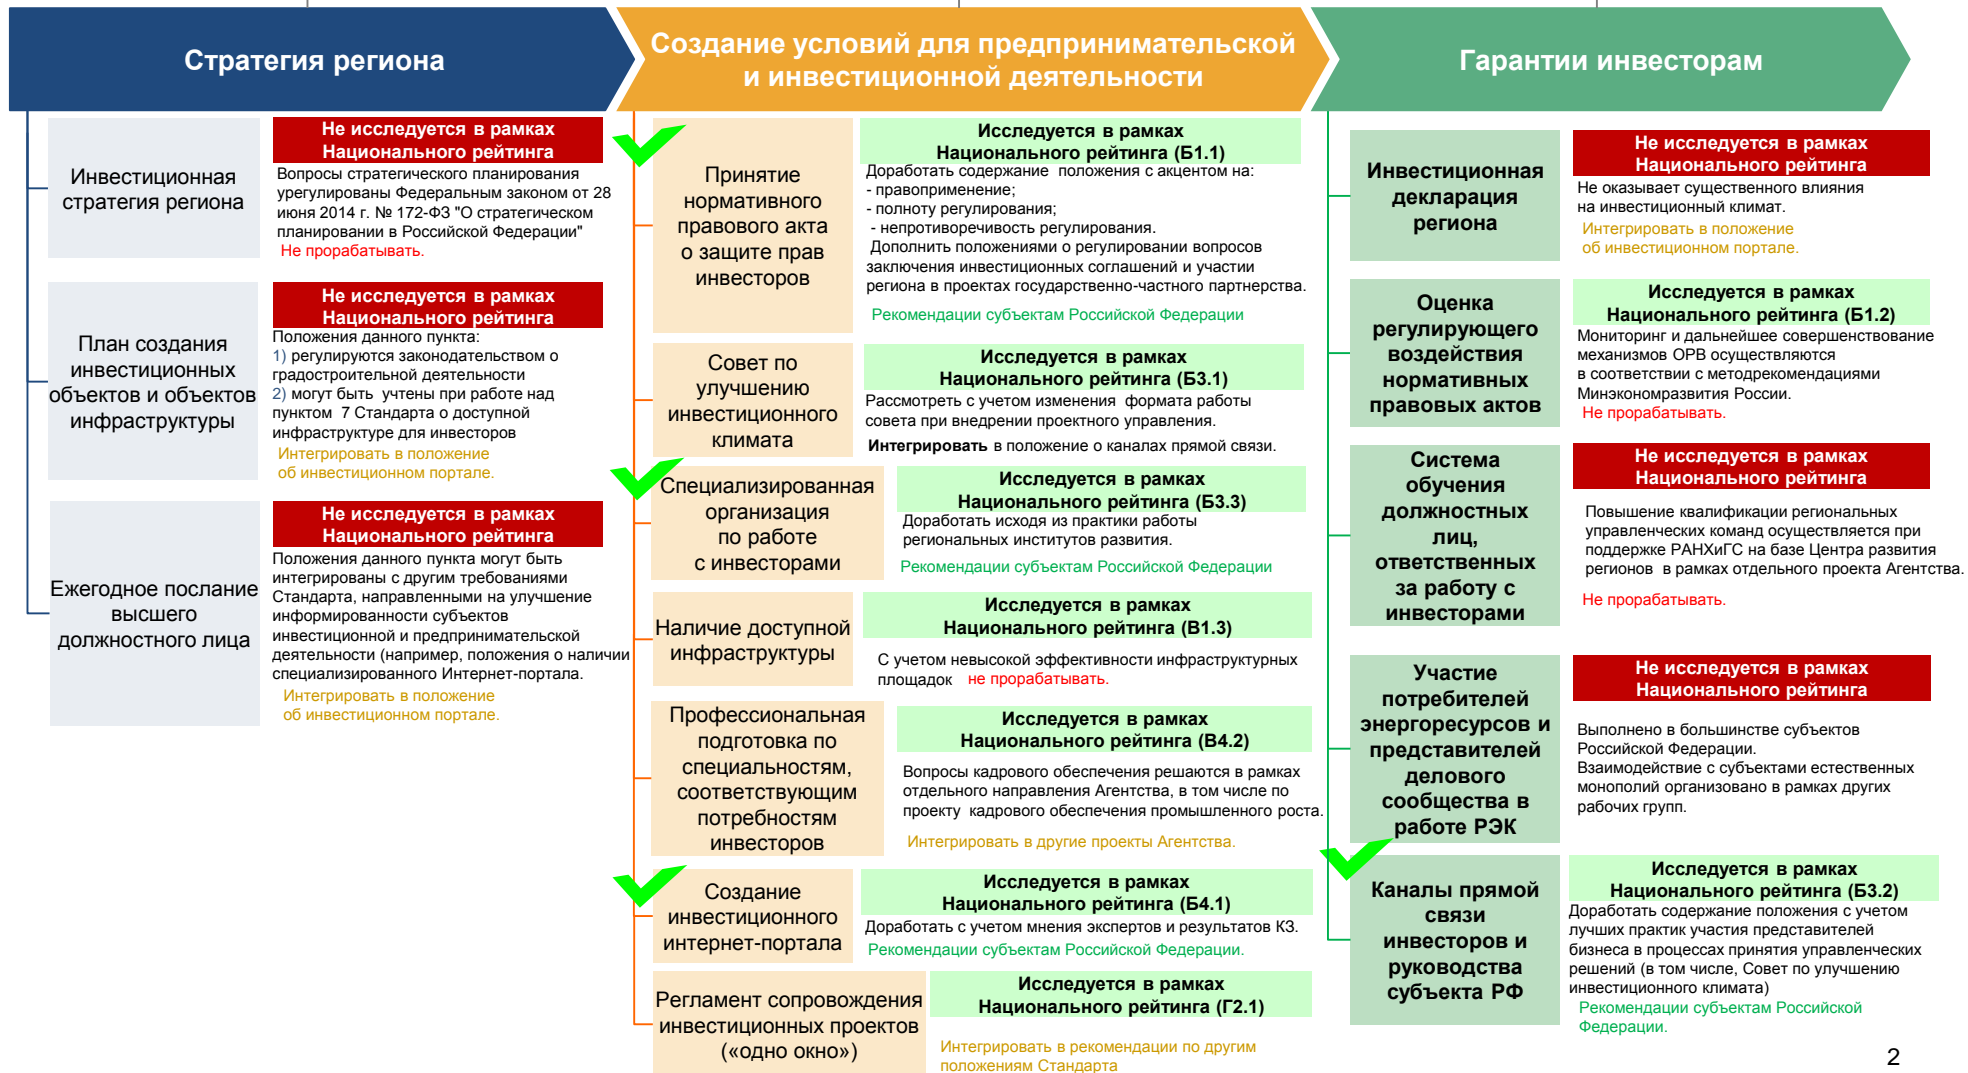 Стратегия региона
Инвестиционная
стратегия региона
Не исследуется в рамках
Национального рейтинга
Вопросы стратегического планирования
урегулированы Федеральным законом от 28
июня 2014 г. № 172-ФЗ "О стратегическом
планировании в Российской Федерации"
Не прорабатывать.
План создания
инвестиционных
объектов и объектов
инфраструктуры
Не исследуется в рамках
Национального рейтинга
Положения данного пункта:
1) регулируются законодательством о
градостроительной деятельности
2) могут быть учтены при работе над
пунктом 7 Стандарта о доступной
инфраструктуре для инвесторов
Интегрировать в положение
об инвестиционном портале.
Ежегодное послание
высшего
должностного лица
Не исследуется в рамках
Национального рейтинга
Положения данного пункта могут быть
интегрированы с другим требованиями
Стандарта, направленными на улучшение
информированности субъектов
инвестиционной и предпринимательской
деятельности (например, положения о наличии
специализированного Интернет-портала.
Интегрировать в положение
об инвестиционном портале.
Создание условий для предпринимательской
и инвестиционной деятельности
Принятие
нормативного
правового акта
о защите прав
инвесторов
Исследуется в рамках
Национального рейтинга (Б1.1)
Доработать содержание положения с акцентом на:
- правоприменение;
- полноту регулирования;
- непротиворечивость регулирования.
Дополнить положениями о регулировании вопросов
заключения инвестиционных соглашений и участии
региона в проектах государственно-частного партнерства.
Рекомендации субъектам Российской Федерации
Совет по
улучшению
инвестиционного
климата
Исследуется в рамках
Национального рейтинга (Б3.1)
Рассмотреть с учетом изменения формата работы
совета при внедрении проектного управления.
Интегрировать в положение о каналах прямой связи.
Специализированная
организация
по работе
с инвесторами
Исследуется в рамках
Национального рейтинга (Б3.3)
Доработать исходя из практики работы
региональных институтов развития.
Рекомендации субъектам Российской Федерации
Наличие доступной
инфраструктуры
Исследуется в рамках
Национального рейтинга (В1.3)
С учетом невысокой эффективности инфраструктурных
площадок не прорабатывать.
Профессиональная
подготовка по
специальностям,
соответствующим
потребностям
инвесторов
Исследуется в рамках
Национального рейтинга (В4.2)
Вопросы кадрового обеспечения решаются в рамках
отдельного направления Агентства, в том числе по
проекту кадрового обеспечения промышленного роста.
Интегрировать в другие проекты Агентства.
Создание
инвестиционного
интернет-портала
Исследуется в рамках
Национального рейтинга (Б4.1)
Доработать с учетом мнения экспертов и результатов КЗ.
Рекомендации субъектам Российской Федерации.
Регламент сопровождения
инвестиционных проектов
(«одно окно»)
Исследуется в рамках
Национального рейтинга (Г2.1)
Интегрировать в рекомендации по другим
положениям Стандарта
Гарантии инвесторам
Инвестиционная
декларация
региона
Не исследуется в рамках
Национального рейтинга
Не оказывает существенного влияния
на инвестиционный климат.
Интегрировать в положение
об инвестиционном портале.
Оценка
регулирующего
воздействия
нормативных
правовых актов
Исследуется в рамках
Национального рейтинга (Б1.2)
Мониторинг и дальнейшее совершенствование
механизмов ОРВ осуществляются
в соответствии с методрекомендациями
Минэкономразвития России.
Не прорабатывать.
Система
обучения
должностных
лиц,
ответственных
за работу с
инвесторами
Не исследуется в рамках
Национального рейтинга
Повышение квалификации региональных
управленческих команд осуществляется при
поддержке РАНХиГС на базе Центра развития
регионов в рамках отдельного проекта Агентства.
Не прорабатывать.
Участие
потребителей
энергоресурсов и
представителей
делового
сообщества в
работе РЭК
Не исследуется в рамках
Национального рейтинга
Выполнено в большинстве субъектов
Российской Федерации.
Взаимодействие с субъектами естественных
монополий организовано в рамках других
рабочих групп.
Каналы прямой
связи
инвесторов и
руководства
субъекта РФ
Исследуется в рамках
Национального рейтинга (Б3.2)
Доработать содержание положения с учетом
лучших практик участия представителей
бизнеса в процессах принятия управленческих
решений (в том числе, Совет по улучшению
инвестиционного климата)
Рекомендации субъектам Российской
Федерации.
2